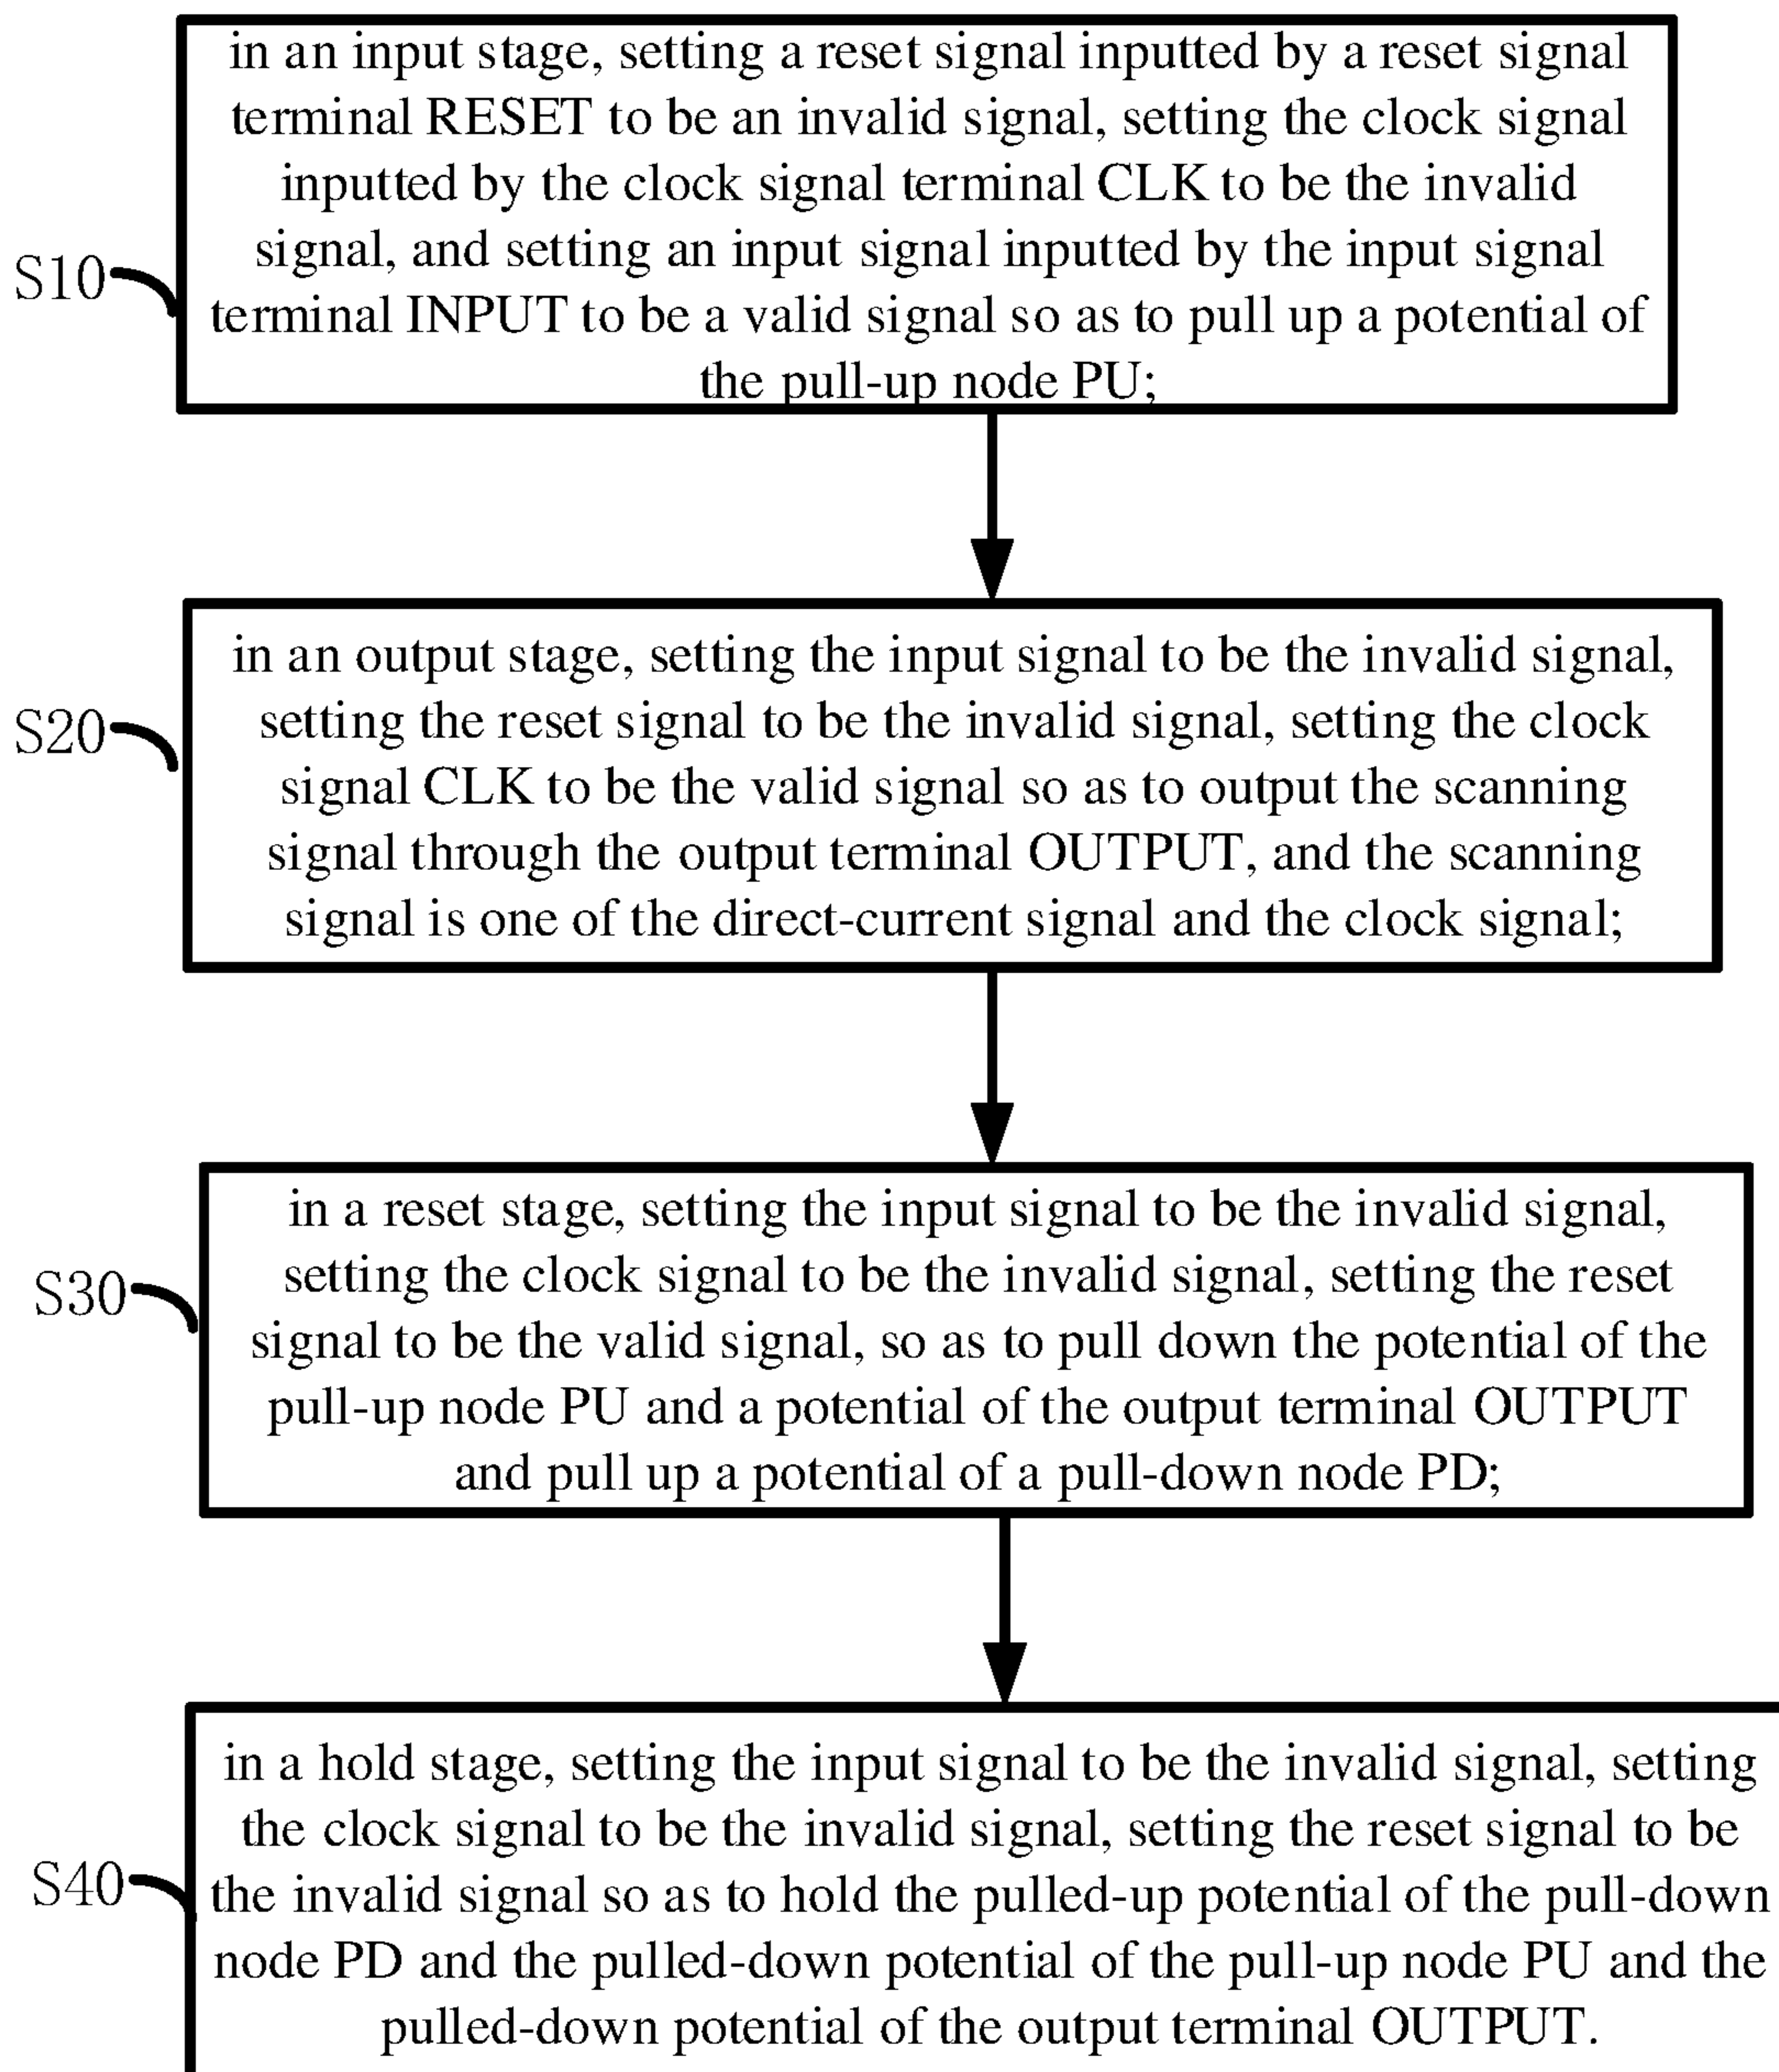 in an input stage, setting a reset signal inputted by a reset signal
terminal RESET to be an invalid signal, setting the clock signal
inputted by the clock signal terminal CLK to be the invalid
signal, and setting an input signal inputted by the input signal
terminal INPUT to be a valid signal so as to pull up a potential of
the pull-up node PU;
S10
in an output stage, setting the input signal to be the invalid signal,
setting the reset signal to be the invalid signal, setting the clock
signal CLK to be the valid signal so as to output the scanning
signal through the output terminal OUTPUT, and the scanning
signal is one of the direct-current signal and the clock signal;
S20
in a reset stage, setting the input signal to be the invalid signal,
setting the clock signal to be the invalid signal, setting the reset
signal to be the valid signal, so as to pull down the potential of the
pull-up node PU and a potential of the output terminal OUTPUT
and pull up a potential of a pull-down node PD;
S30
in a hold stage, setting the input signal to be the invalid signal, setting
the clock signal to be the invalid signal, setting the reset signal to be
the invalid signal so as to hold the pulled-up potential of the pull-down
node PD and the pulled-down potential of the pull-up node PU and the
pulled-down potential of the output terminal OUTPUT.
S40